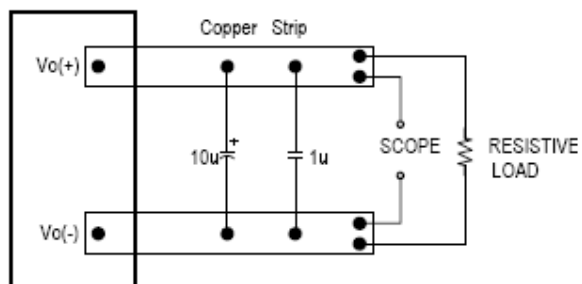 Copper Strip
Vo(+)
10u
+
1u
SCOPE
RESISTIVE
LOAD
Vo(-)